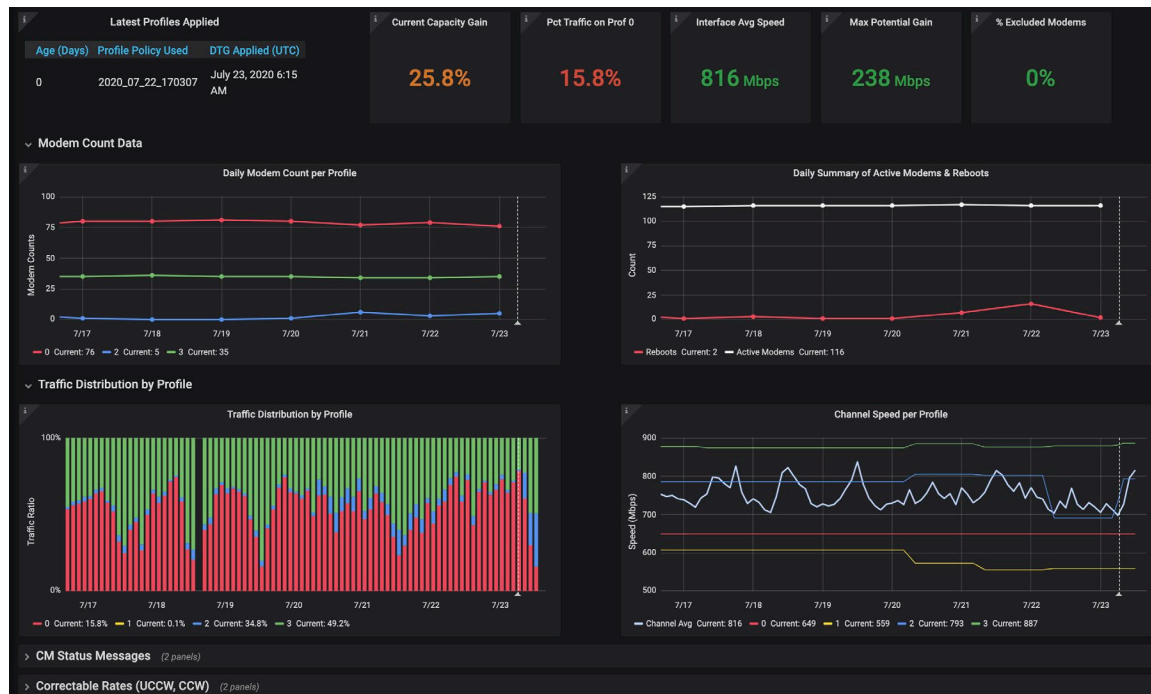 Latest Profiles Applied
Age (Days) Profile Policy Used DTG Applied (UTC)
0 2020_07_22_170307 July 23, 2020 6:15
AM
Current Capacity Gain
25.8%
Pct Traffic on Prof 0
15.8%
Interface Avg Speed
816 Mbps
Max Potential Gain
238 Mbps
% Excluded Modems
0%
Modem Count Data
Daily Modem Count per Profile
Modem Counts
100
75
50
25
0
7/17 7/18 7/19 7/20 7/21 7/22 7/23
0 Current: 76 2 Current: 5 3 Current: 35
Daily Summary of Active Modems & Reboots
Count
125
100
75
50
25
0
7/17 7/18 7/19 7/20 7/21 7/22 7/23
Reboots Current: 2 Active Modems Current: 116
Traffic Distribution by Profile
Traffic Distribution by Profile
Traffic Ratio
100%
0%
7/17 7/18 7/19 7/20 7/21 7/22 7/23
0 Current: 15.8% 1 Current: 0.1% 2 Current: 34.8% 3 Current: 49.2%
Channel Speed per Profile
Speed (Mbps)
900
800
700
600
500
7/17 7/18 7/19 7/20 7/21 7/22 7/23
Channel Avg Current: 816 0 Current: 649 1 Current: 559 2 Current: 793 3 Current: 887
CM Status Messages (2 panels)
Correctable Rates (UCCW, CCW) (2 panels)